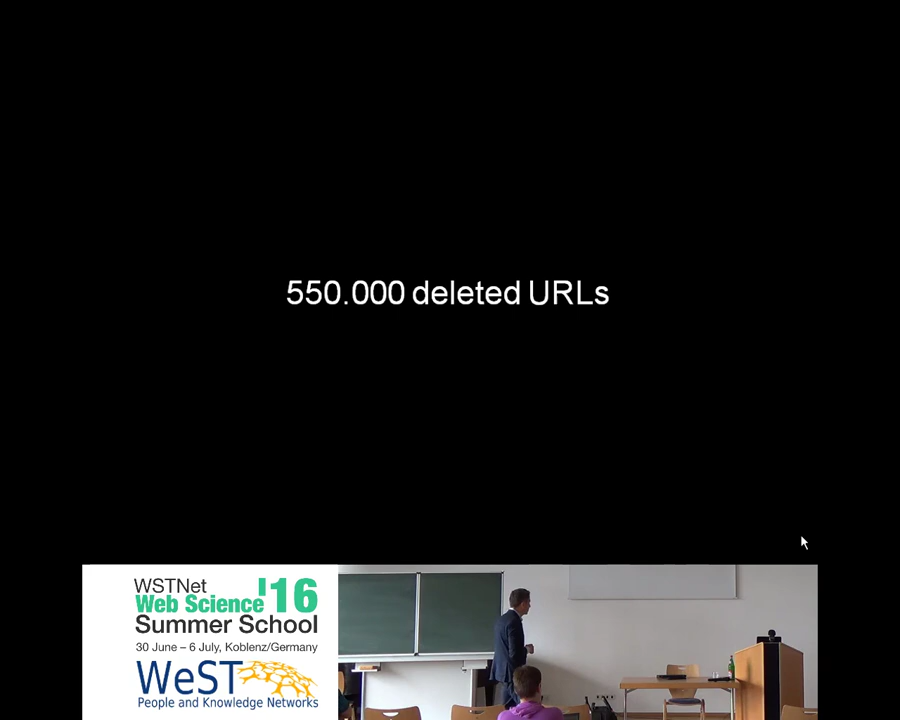 550.000 deleted URLs
WSTNet
Web Science '16
Summer School
30 June – 6 July, Koblenz/Germany
WeST
People and Knowledge Networks